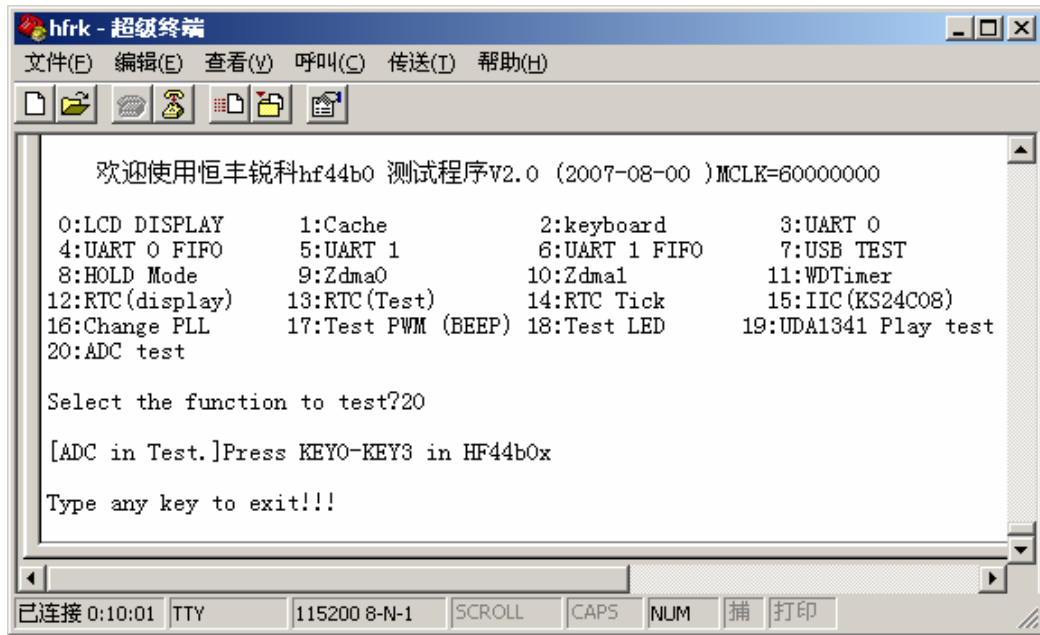 hfrk - 超级终端
文件(F) 编辑(E) 查看(V) 呼叫(C) 传送(T) 帮助(H)
欢迎使用恒丰锐科hf44b0 测试程序V2.0 (2007-08-00 )MCLK=60000000
0:LCD DISPLAY 1:Cache 2:keyboard 3:UART 0
4:UART 0 FIFO 5:UART 1 6:UART 1 FIFO 7:USB TEST
8:HOLD Mode 9:Zdma0 10:Zdma1 11:WDTimer
12:RTC(display) 13:RTC(Test) 14:RTC Tick 15:IIC(KS24C08)
16:Change PLL 17:Test PWM (BEEP) 18:Test LED 19:UDA1341 Play test
20:ADC test
Select the function to test?20
[ADC in Test.]Press KEY0-KEY3 in HF44b0x
Type any key to exit!!!
已连接 0:10:01 TTY 115200 8-N-1 SCROLL CAPS NUM 捕 打印